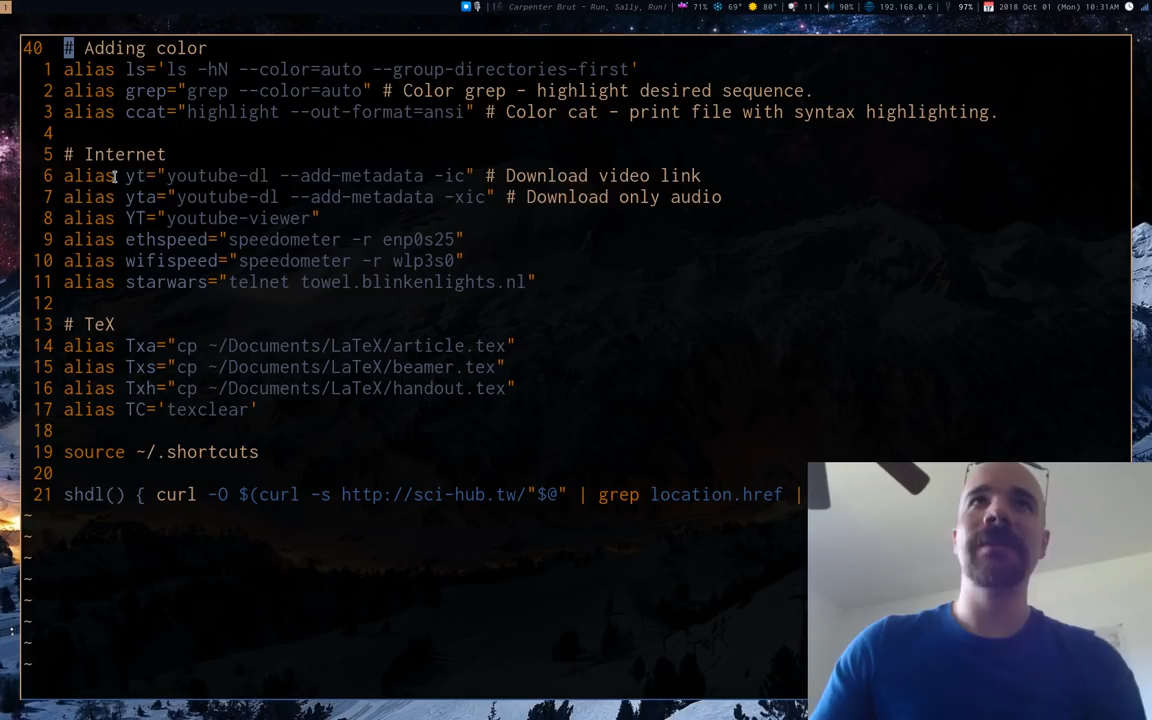 1
Carpenter Brut - Run, Sally, Run! 71% 69° 80° 11 90% 192.168.0.6 97% 2018 Oct 01 (Mon) 10:31AM
40 # Adding color
1 alias ls='ls -hN --color=auto --group-directories-first'
2 alias grep="grep --color=auto" # Color grep - highlight desired sequence.
3 alias ccat="highlight --out-format=ansi" # Color cat - print file with syntax highlighting.
4
5 # Internet
6 alias yt="youtube-dl --add-metadata -ic" # Download video link
7 alias yta="youtube-dl --add-metadata -xic" # Download only audio
8 alias YT="youtube-viewer"
9 alias ethspeed="speedometer -r enp0s25"
10 alias wifispeed="speedometer -r wlp3s0"
11 alias starwars="telnet towel.blinkenlights.nl"
12
13 # TeX
14 alias Txa="cp ~/Documents/LaTeX/article.tex"
15 alias Txs="cp ~/Documents/LaTeX/beamer.tex"
16 alias Txh="cp ~/Documents/LaTeX/handout.tex"
17 alias TC='texclear'
18
19 source ~/.shortcuts
20
21 shdl() { curl -O $(curl -s http://sci-hub.tw/"$@" | grep location.href |
~
~
~
~
~
~
~
~